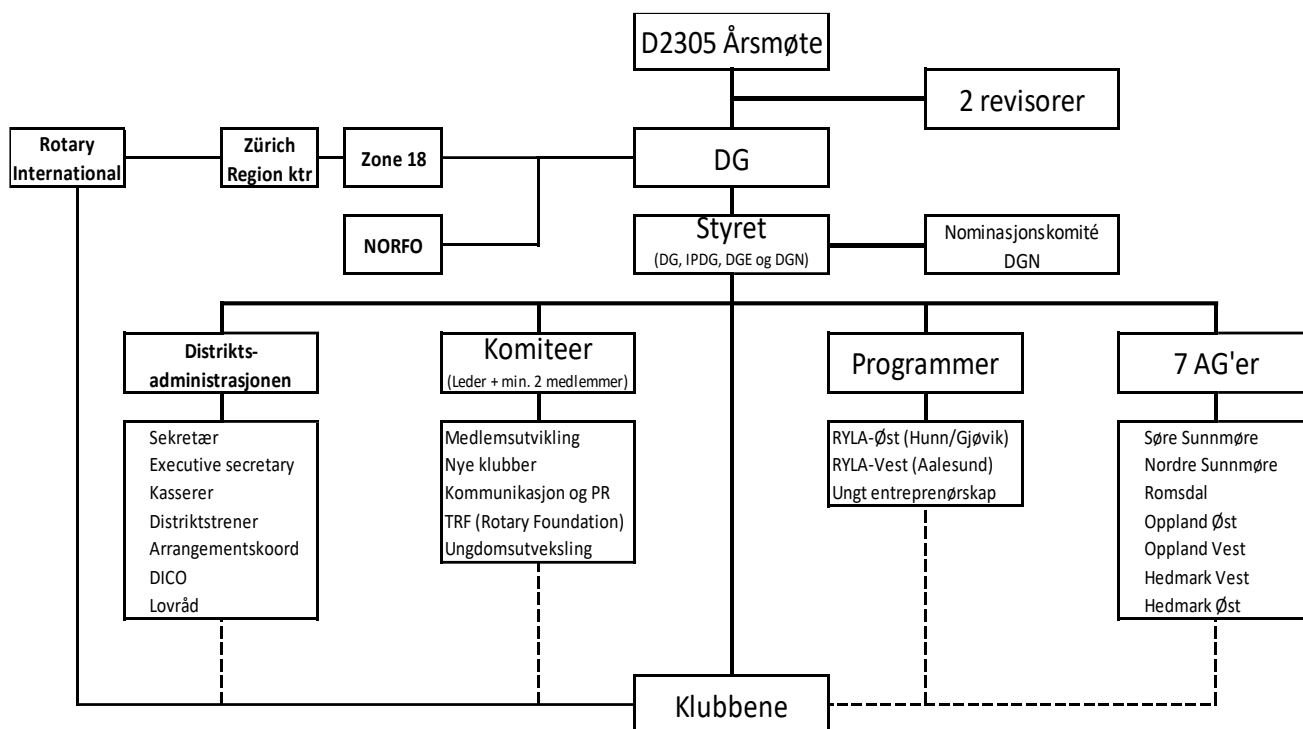 D2305 Årsmøte
2 revisorer
Rotary
International
Zürich
Region ktr
Zone 18
DG
NORFO
Styret
(DG, IPDG, DGE og DGN)
Nominasjonskomité
DGN
Distrikts-
administrasjonen
Komiteer
(Leder + min. 2 medlemmer)
Programmer
7 AG'er
Sekretær
Executive secretary
Kasserer
Distriktstrener
Arrangementskoord
DICO
Lovråd
Medlemsutvikling
Nye klubber
Kommunikasjon og PR
TRF (Rotary Foundation)
Ungdomsutveksling
RYLA-Øst (Hunn/Gjøvik)
RYLA-Vest (Aalesund)
Ungt entreprenørskap
Søre Sunnmøre
Nordre Sunnmøre
Romsdal
Oppland Øst
Oppland Vest
Hedmark Vest
Hedmark Øst
Klubbene